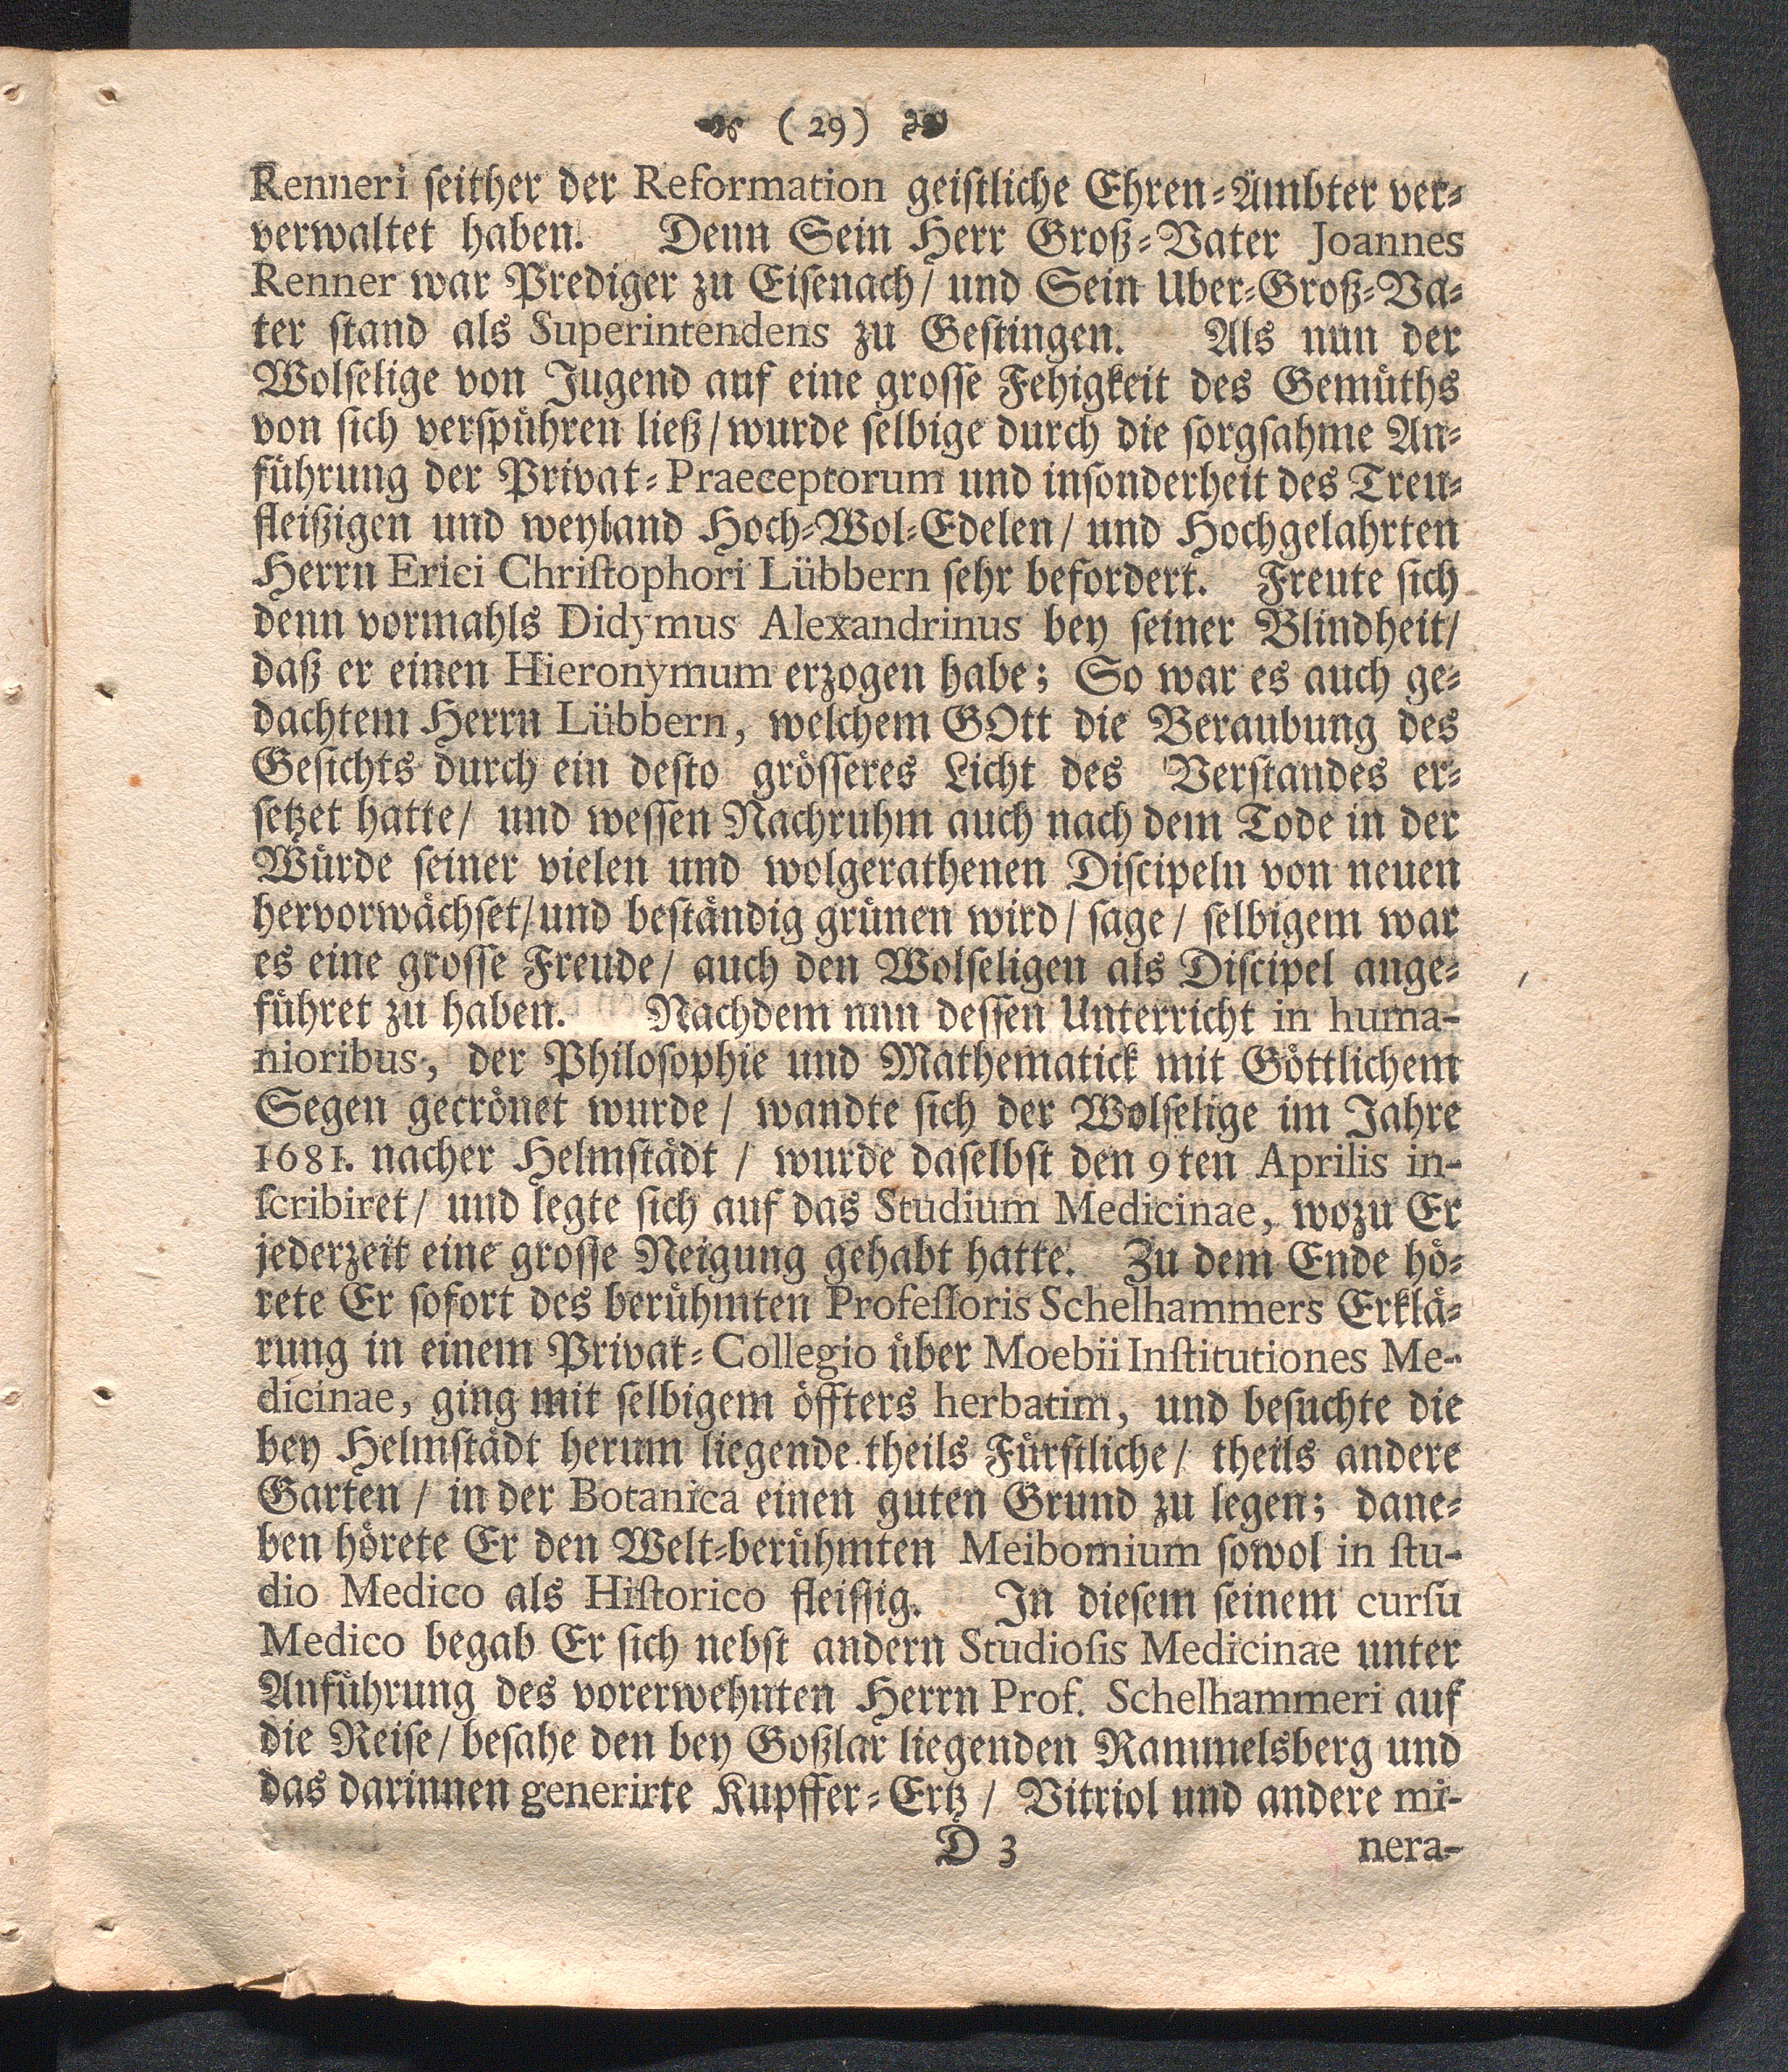 (29)
Renneri ſeither der Reformation geiſtliche Ehren-Ämbter ver-
verwaltet haben. Denn Sein Herr Groß-Vater Joannes
Renner war Prediger zu Eiſenach/ und Sein Uber-Groß-Va-
ter ſtand als Superintendens zu Geſtingen. Als nun der
Wolſelige von Jugend auf eine groſſe Fehigkeit des Gemüths
von ſich verſpühren ließ/ wurde ſelbige durch die ſorgſahme An-
führung der Privat-Praeceptorum und inſonderheit des Treu-
fleißigen und weyland Hoch-Wol-Edelen/ und Hochgelahrten
Herrn Erici Chriſtophori Lübbern ſehr befordert. Freute ſich
denn vormahls Didymus Alexandrinus bey ſeiner Blindheit/
daß er einen Hieronymum erzogen habe; So war es auch ge-
dachtem Herrn Lübbern, welchem GOtt die Beraubung des
Geſichts durch ein deſto gröſſeres Licht des Verſtandes er-
ſetzet hatte/ und weſſen Nachruhm auch nach dem Tode in der
Würde ſeiner vielen und wolgerathenen Diſcipeln von neuen
hervorwächſet/ und beſtändig grünen wird/ ſage/ ſelbigem war
es eine groſſe Freude/ auch den Wolſeligen als Diſcipel ange-
führet zu haben. Nachdem nun deſſen Unterricht in huma-
nioribus, der Philoſophie und Mathematick mit Göttlichem
Segen gecrönet wurde/ wandte ſich der Wolſelige im Jahre
1681. nacher Helmſtädt/ wurde daſelbſt den 9ten Aprilis in-
ſcribiret/ und legte ſich auf das Studium Medicinae, wozu Er
jederzeit eine groſſe Neigung gehabt hatte. Zu dem Ende hö-
rete Er ſofort des berühmten Profeſſoris Schelhammers Erklä-
rung in einem Privat-Collegio über Moebii Inſtitutiones Me-
dicinae, ging mit ſelbigem öffters herbatim, und beſuchte die
bey Helmſtädt herum liegende theils Fürſtliche/ theils andere
Garten/ in der Botanica einen guten Grund zu legen; dane-
ben hörete Er den Welt-berühmten Meibomium ſowol in ſtu-
dio Medico als Hiſtorico fleiſſig. In dieſem ſeinem curſu
Medico begab Er ſich nebſt andern Studioſis Medicinae unter
Anführung des vorerwehnten Herrn Prof. Schelhammeri auf
die Reiſe/ beſahe den bey Goßlar liegenden Rammelsberg und
das darinnen generirte Kupffer-Ertz/ Vitriol und andere mi-
D 3 nera-